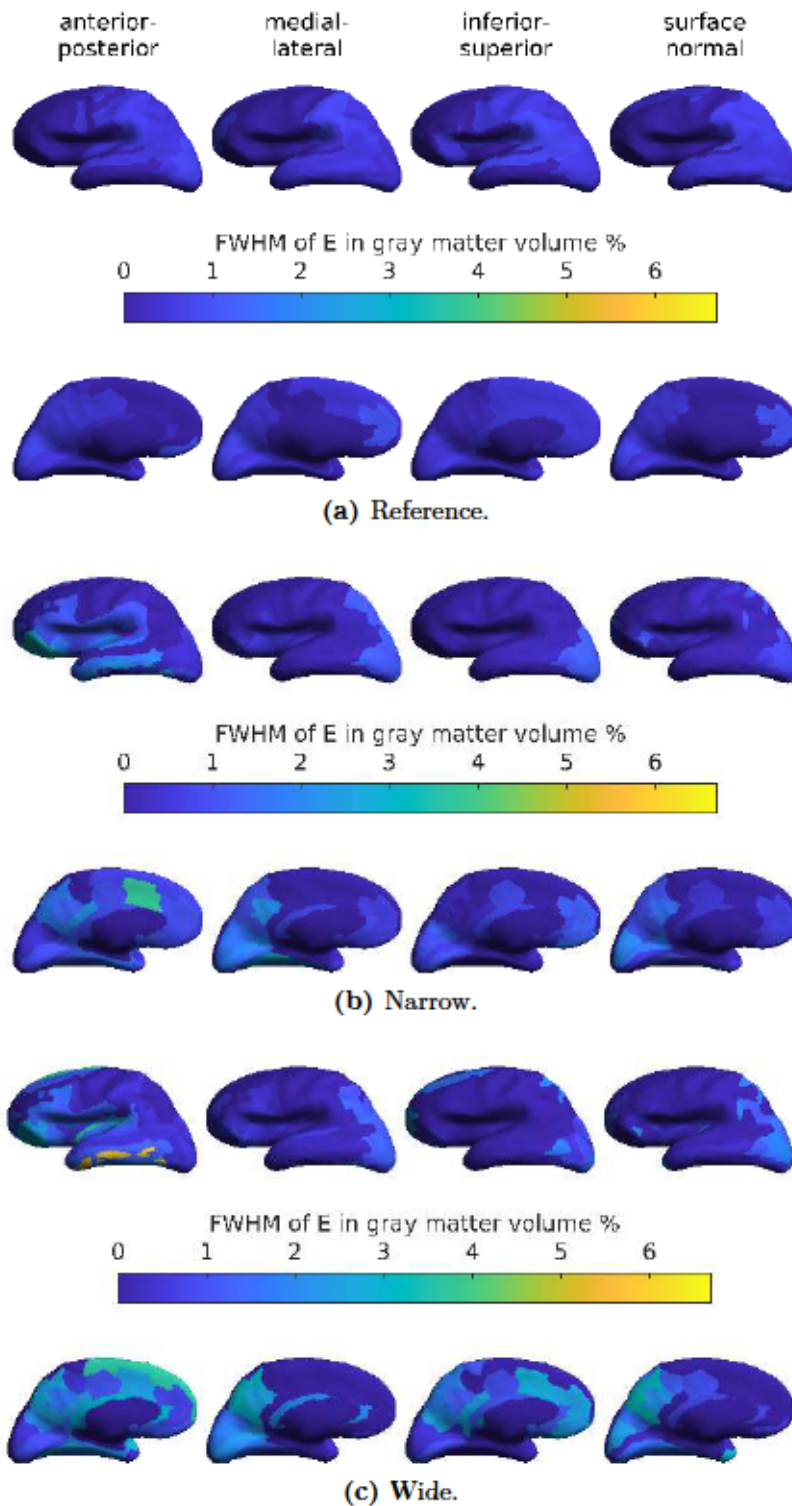 anterior- medial- inferior- surface
posterior lateral superior normal
FWHM of E in gray matter volume %
0 1 2 3 4 5 6
(a) Reference.
FWHM of E in gray matter volume %
0 1 2 3 4 5 6
(b) Narrow.
FWHM of E in gray matter volume %
0 1 2 3 4 5 6
(c) Wide.